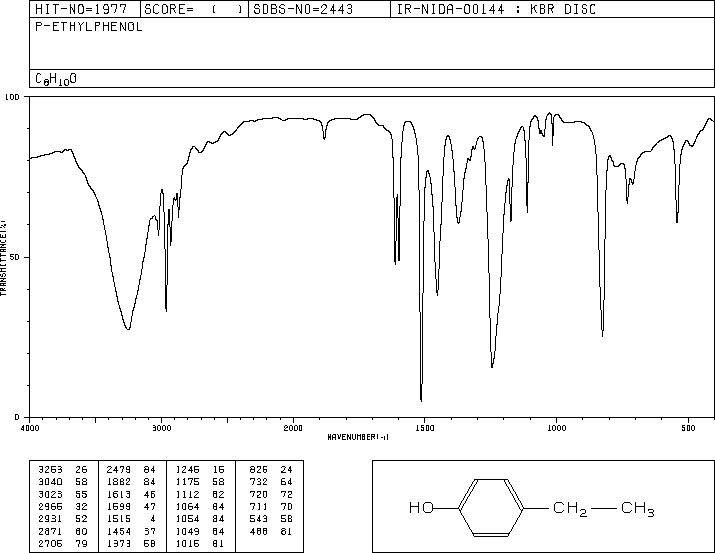 HIT-NO=1977 SCORE= ( ) SDBS-NO=2443 IR-NIDA-00144 : KBR DISC
P-ETHYLPHENOL
C8H10O
100
50
0
TRANSMITTANCE(%)
4000 3000 2000 1500 1000 500
WAVENUMBER(-1)
3253 26 2479 84 1246 15 826 24
3040 58 1882 84 1175 58 732 64
3023 55 1613 46 1112 62 720 72
2966 32 1599 47 1064 84 711 70
2931 52 1515 4 1054 84 543 58
2871 60 1454 37 1049 84 488 81
2706 79 1373 58 1016 81
HO CH2 CH3